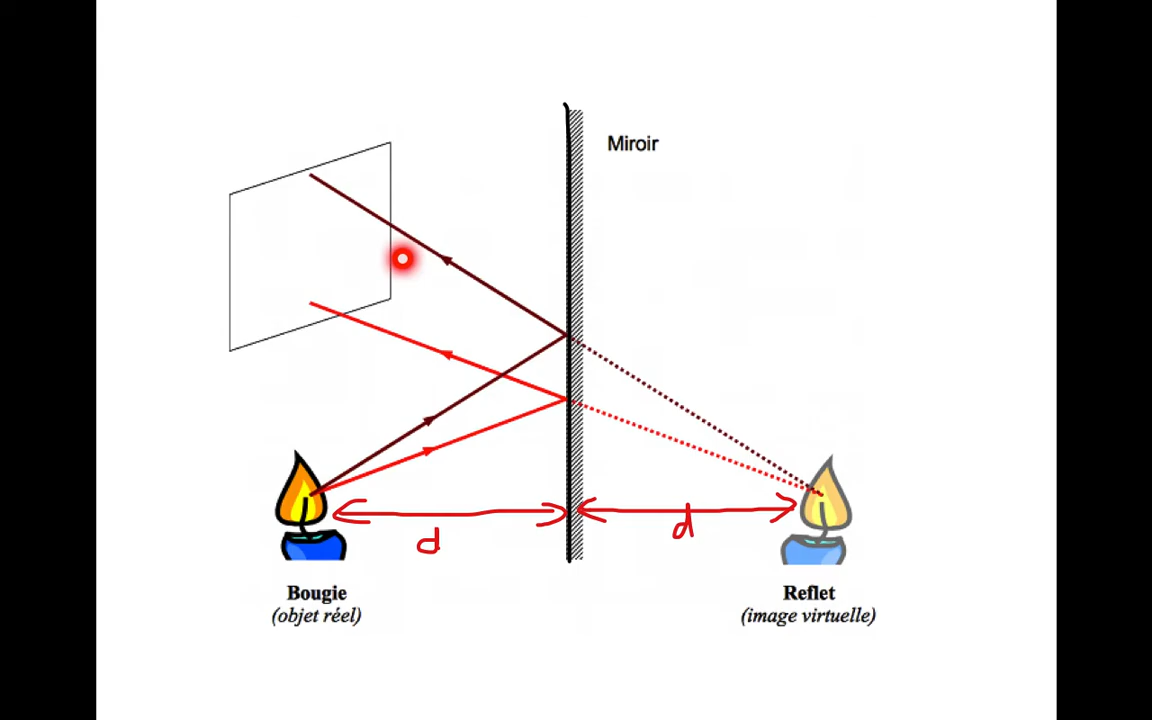 Miroir
d
d
Bougie
(objet réel)
Reflet
(image virtuelle)